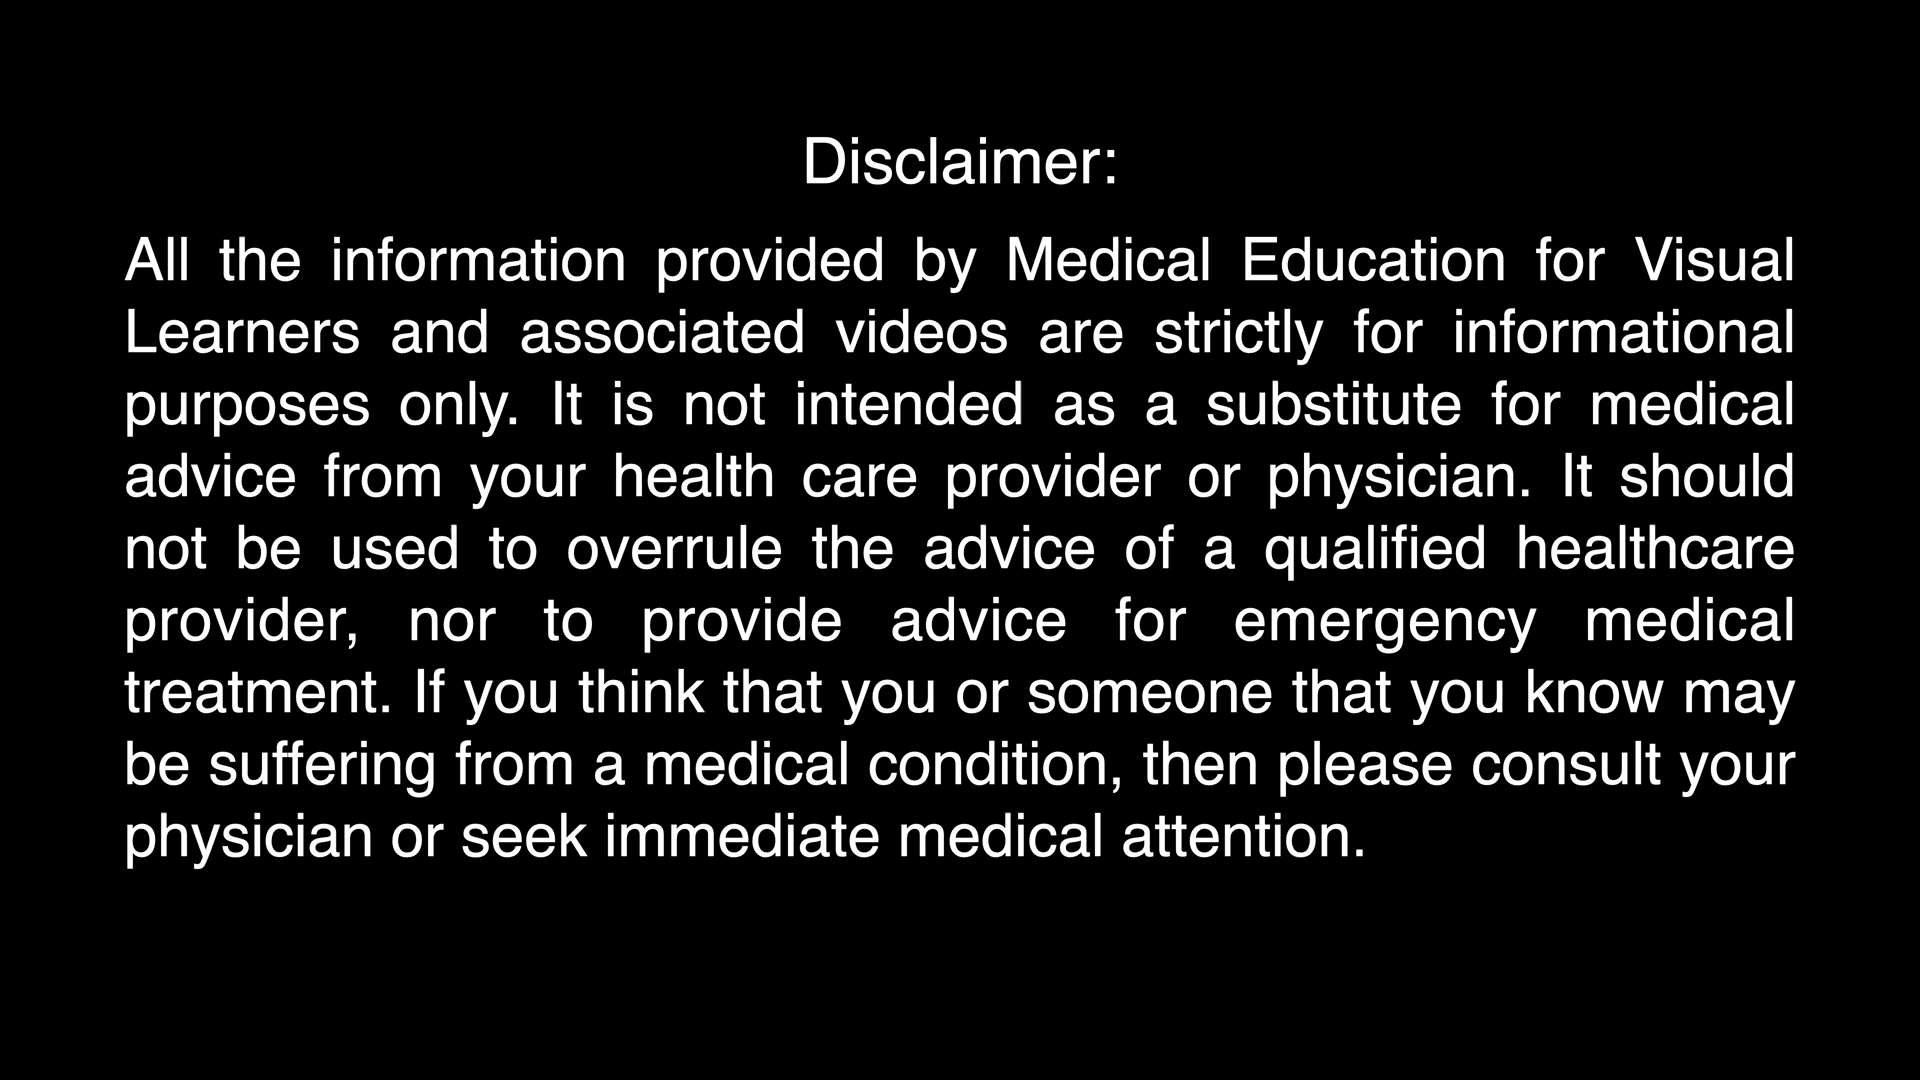 Disclaimer:
All the information provided by Medical Education for Visual
Learners and associated videos are strictly for informational
purposes only. It is not intended as a substitute for medical
advice from your health care provider or physician. It should
not be used to overrule the advice of a qualified healthcare
provider, nor to provide advice for emergency medical
treatment. If you think that you or someone that you know may
be suffering from a medical condition, then please consult your
physician or seek immediate medical attention.